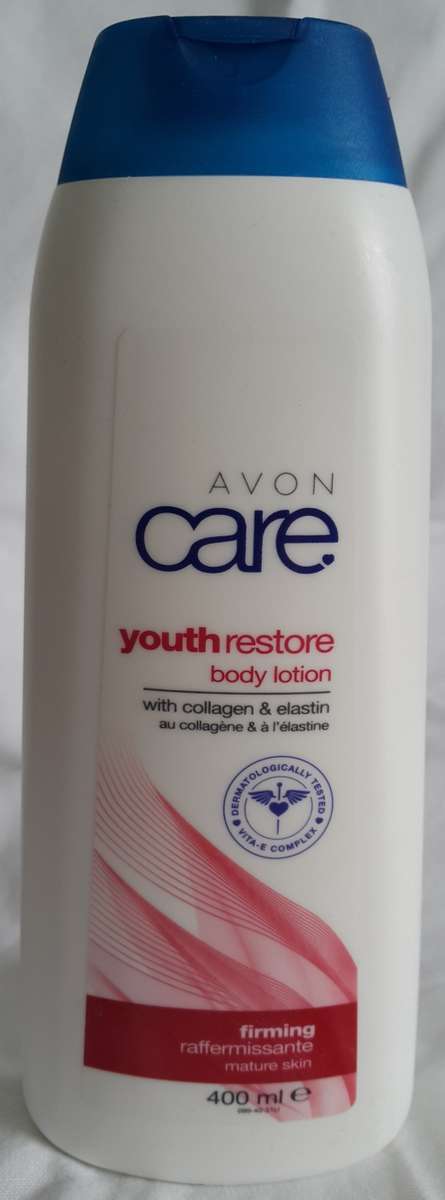 AVON
care
youth restore
body lotion
with collagen & elastin
au collagène & à l'élastine
DERMATOLOGICALLY TESTED
VITA-E COMPLEX
firming
raffermissante
mature skin
400 ml ℮